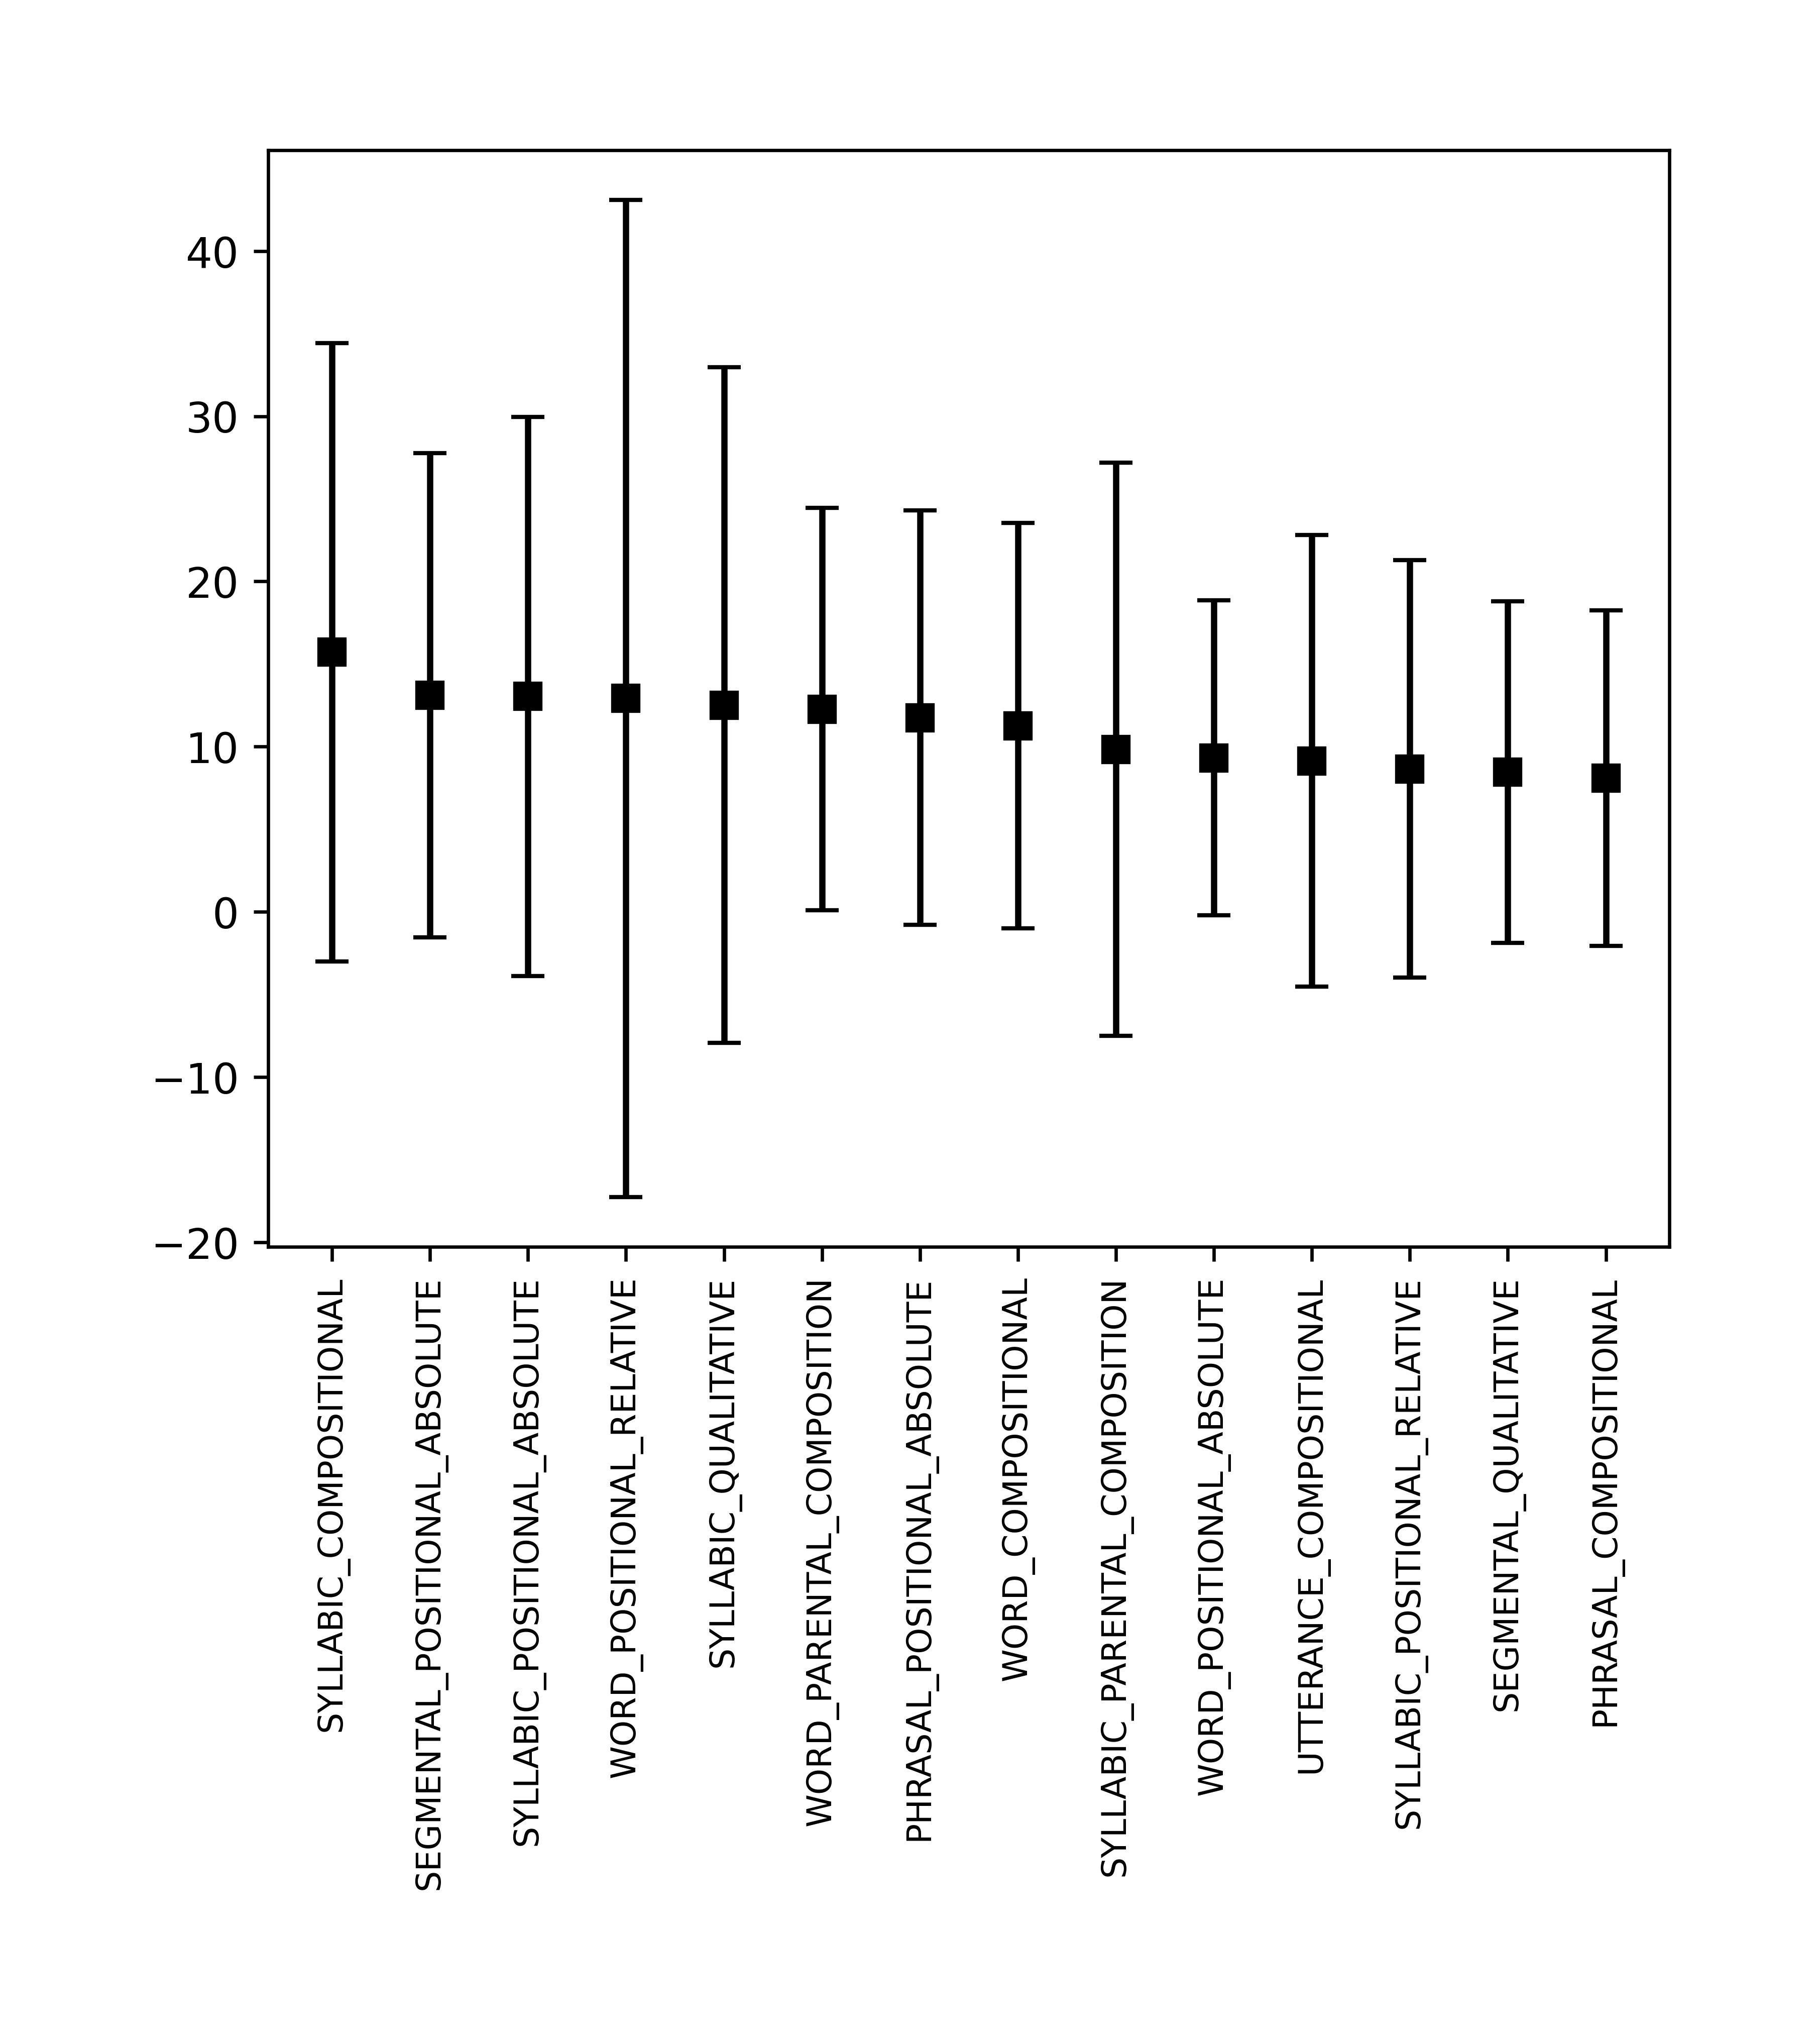 40
30
20
10
0
−10
−20
SYLLABIC_COMPOSITIONAL
SEGMENTAL_POSITIONAL_ABSOLUTE
SYLLABIC_POSITIONAL_ABSOLUTE
WORD_POSITIONAL_RELATIVE
SYLLABIC_QUALITATIVE
WORD_PARENTAL_COMPOSITION
PHRASAL_POSITIONAL_ABSOLUTE
WORD_COMPOSITIONAL
SYLLABIC_PARENTAL_COMPOSITION
WORD_POSITIONAL_ABSOLUTE
UTTERANCE_COMPOSITIONAL
SYLLABIC_POSITIONAL_RELATIVE
SEGMENTAL_QUALITATIVE
PHRASAL_COMPOSITIONAL